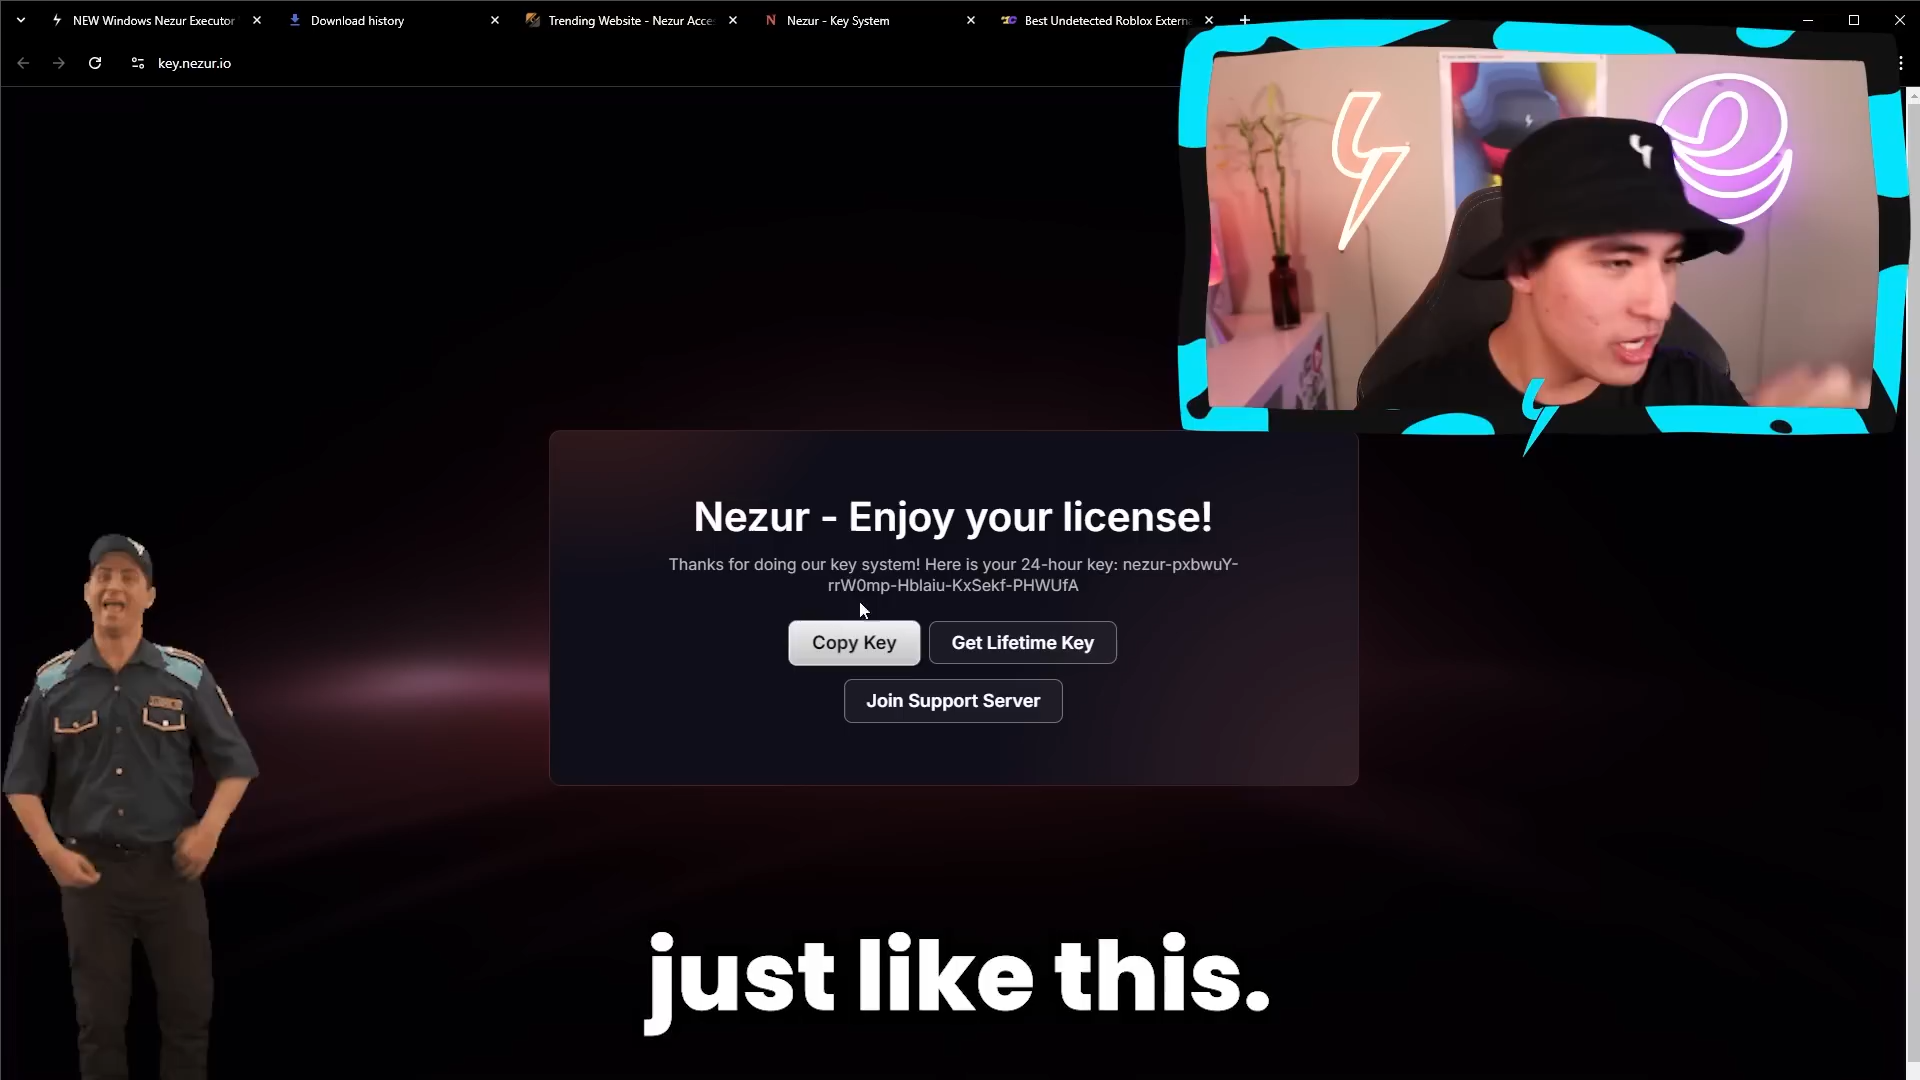 NEW Windows Nezur Executor
Download history
Trending Website - Nezur Acce
Nezur - Key System
Best Undetected Roblox Extern
key.nezur.io
Nezur - Enjoy your license!
Thanks for doing our key system! Here is your 24-hour key: nezur-pxbwuY-
rrW0mp-Hblaiu-KxSekf-PHWUfA
Copy Key
Get Lifetime Key
Join Support Server
just like this.